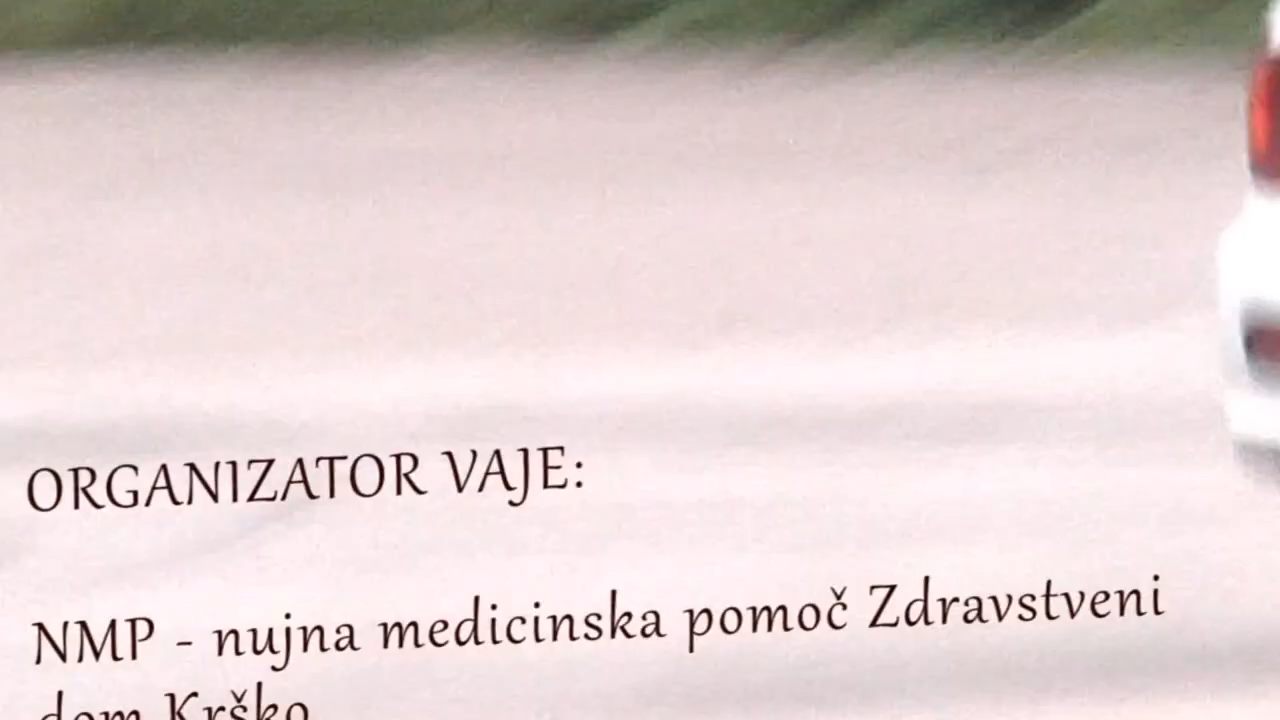 ORGANIZATOR VAJE:
NMP - nujna medicinska pomoč Zdravstveni
dom Krško